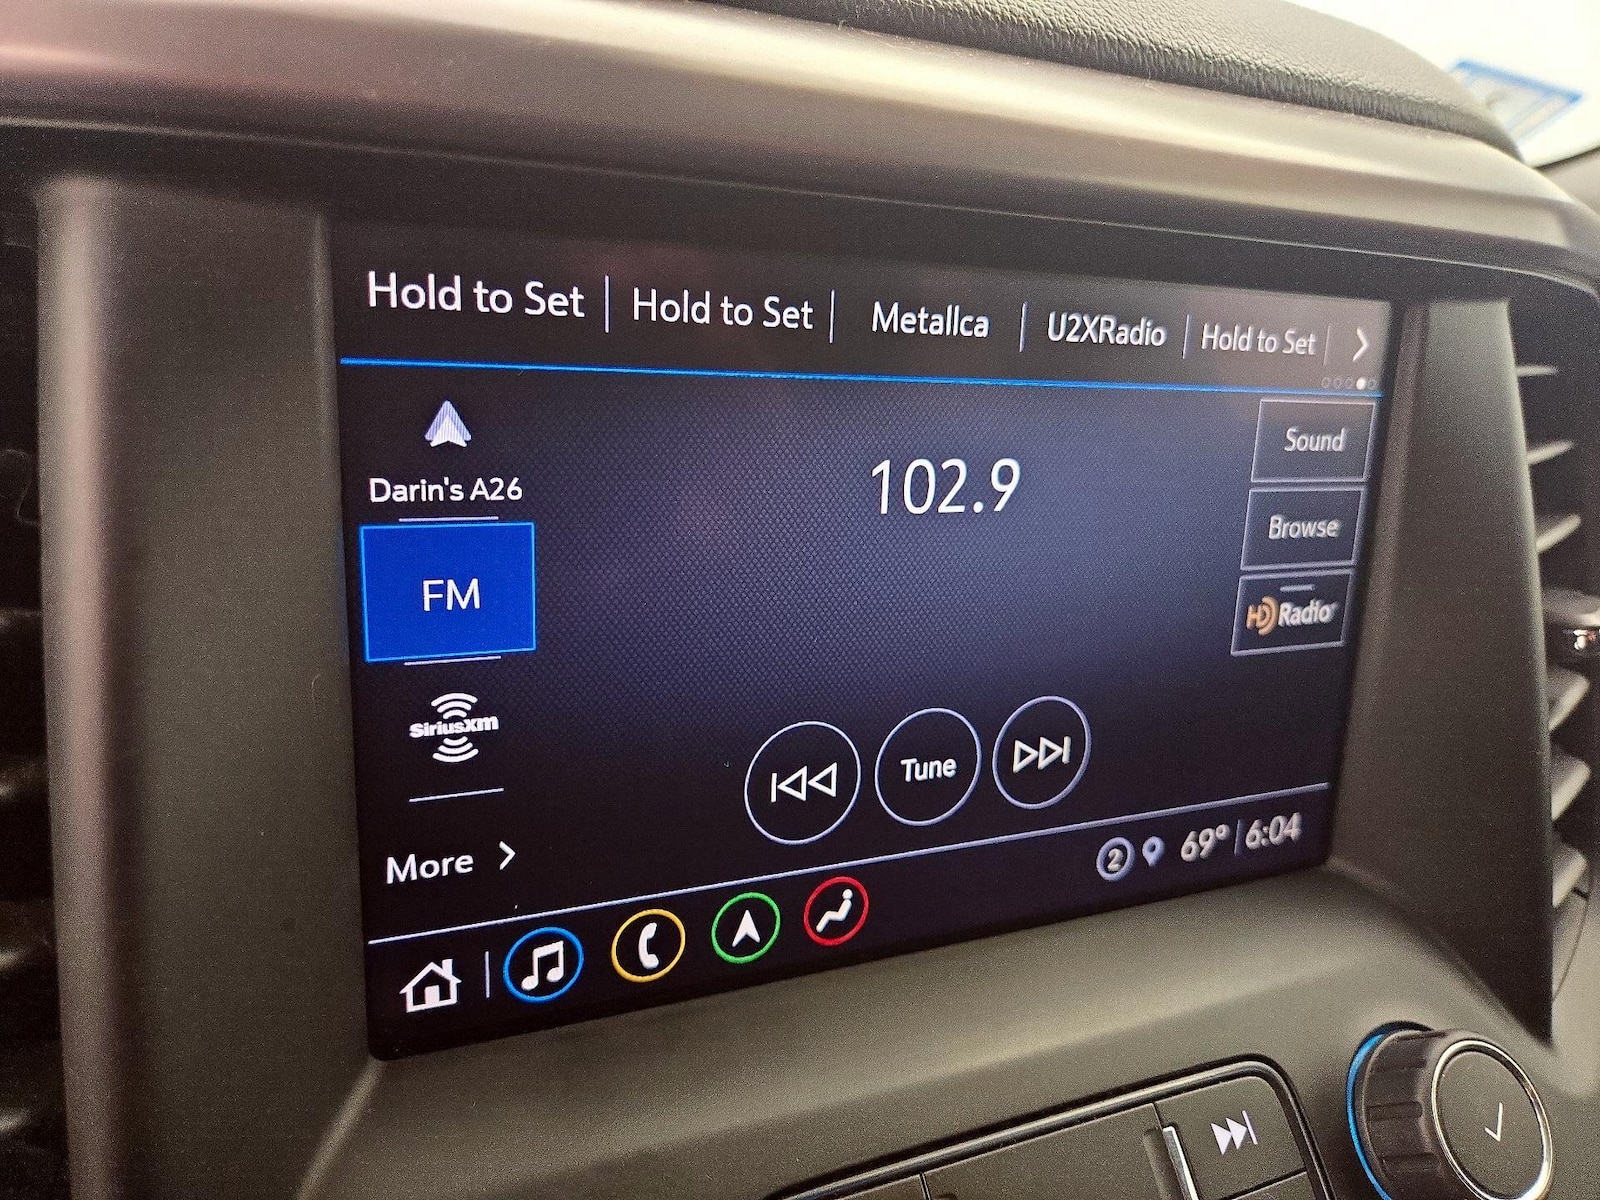 Hold to Set | Hold to Set | Metallca | U2XRadio | Hold to Set
Darin's A26
102.9
Sound
FM
Browse
HD Radio
SiriusXM
Tune
More
2 69° | 6:04